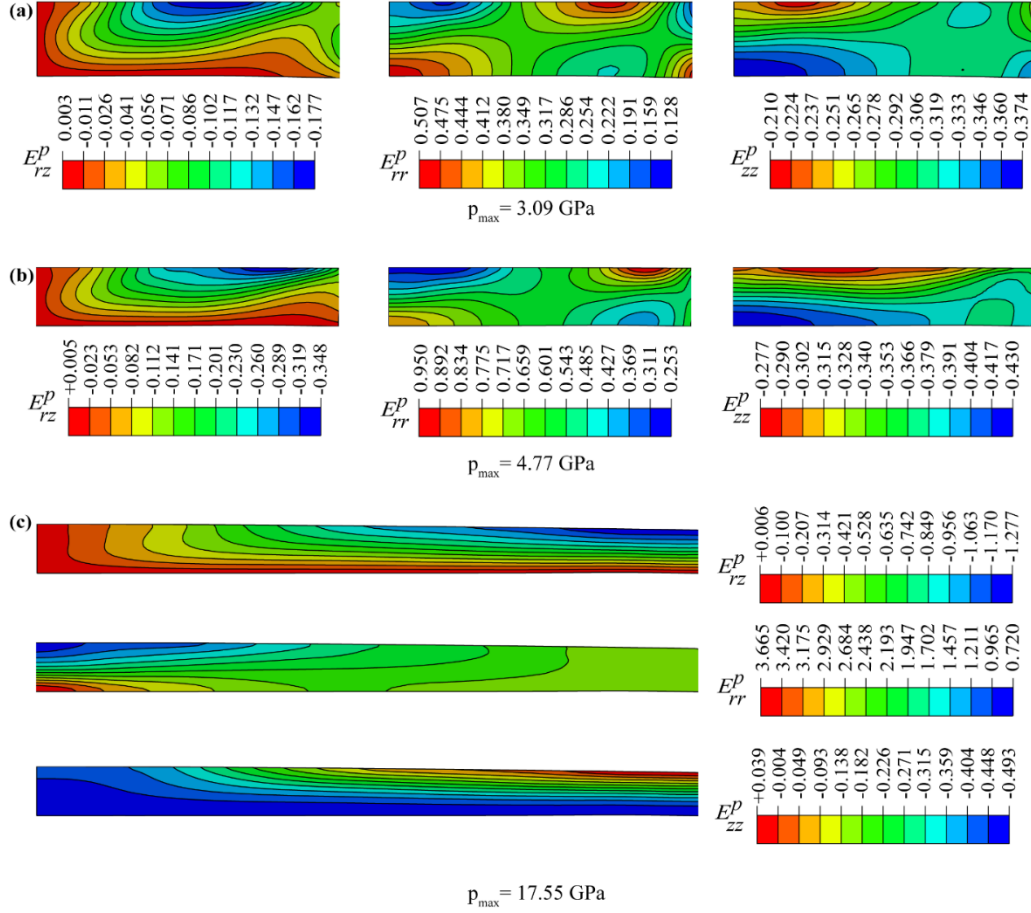 (a)
0.003 -0.011 -0.026 -0.041 -0.056 -0.071 -0.086 -0.102 -0.117 -0.132 -0.147 -0.162 -0.177
E^p_rz
0.507 0.475 0.444 0.412 0.380 0.349 0.317 0.286 0.254 0.222 0.191 0.159 0.128
E^p_rr
-0.210 -0.224 -0.237 -0.251 -0.265 -0.278 -0.292 -0.306 -0.319 -0.333 -0.346 -0.360 -0.374
E^p_zz
p_max = 3.09 GPa
(b)
+0.005 -0.023 -0.053 -0.082 -0.112 -0.141 -0.171 -0.201 -0.230 -0.260 -0.289 -0.319 -0.348
E^p_rz
0.950 0.892 0.834 0.775 0.717 0.659 0.601 0.543 0.485 0.427 0.369 0.311 0.253
E^p_rr
-0.277 -0.290 -0.302 -0.315 -0.328 -0.340 -0.353 -0.366 -0.379 -0.391 -0.404 -0.417 -0.430
E^p_zz
p_max = 4.77 GPa
(c)
+0.006 -0.100 -0.207 -0.314 -0.421 -0.528 -0.635 -0.742 -0.849 -0.956 -1.063 -1.170 -1.277
E^p_rz
3.665 3.420 3.175 2.929 2.684 2.438 2.193 1.947 1.702 1.457 1.211 0.965 0.720
E^p_rr
+0.039 -0.004 -0.049 -0.093 -0.138 -0.182 -0.226 -0.271 -0.315 -0.359 -0.404 -0.448 -0.493
E^p_zz
p_max = 17.55 GPa